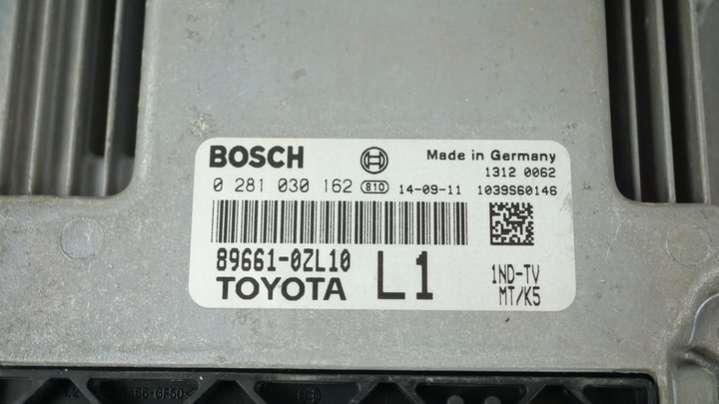 BOSCH Made in Germany
1312 0062
0 281 030 162 810 14-09-11 1039S60146
89661-0ZL10
TOYOTA L1
1ND-TV
MT/K5